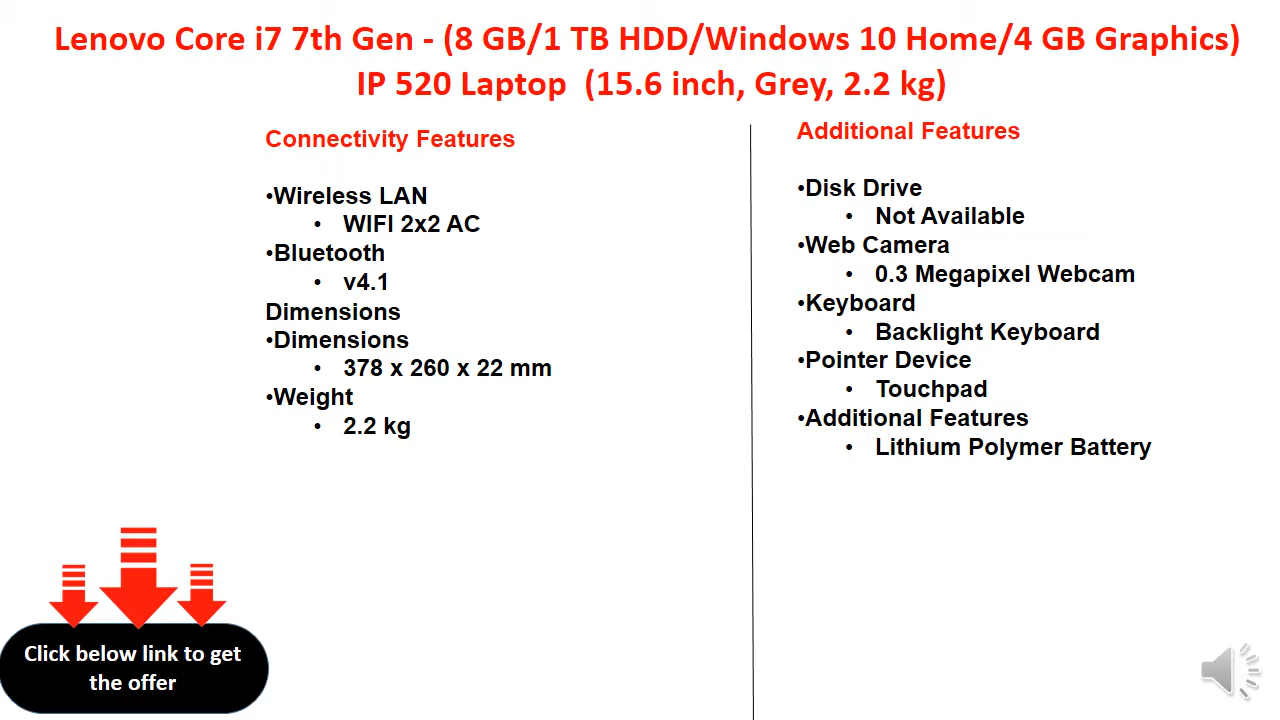 Lenovo Core i7 7th Gen - (8 GB/1 TB HDD/Windows 10 Home/4 GB Graphics)
IP 520 Laptop (15.6 inch, Grey, 2.2 kg)
Connectivity Features
•Wireless LAN
• WIFI 2x2 AC
•Bluetooth
• v4.1
Dimensions
•Dimensions
• 378 x 260 x 22 mm
•Weight
• 2.2 kg
Additional Features
•Disk Drive
• Not Available
•Web Camera
• 0.3 Megapixel Webcam
•Keyboard
• Backlight Keyboard
•Pointer Device
• Touchpad
•Additional Features
• Lithium Polymer Battery
Click below link to get
the offer